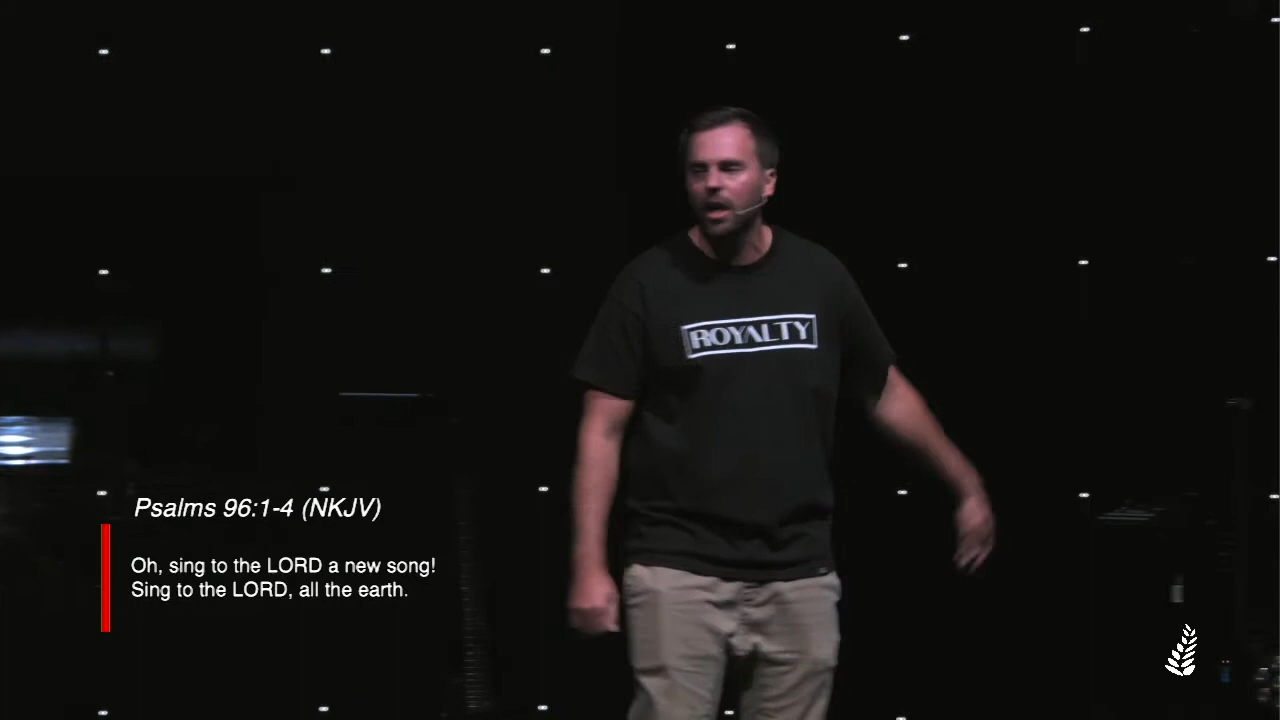 ROYALTY
Psalms 96:1-4 (NKJV)
Oh, sing to the LORD a new song!
Sing to the LORD, all the earth.